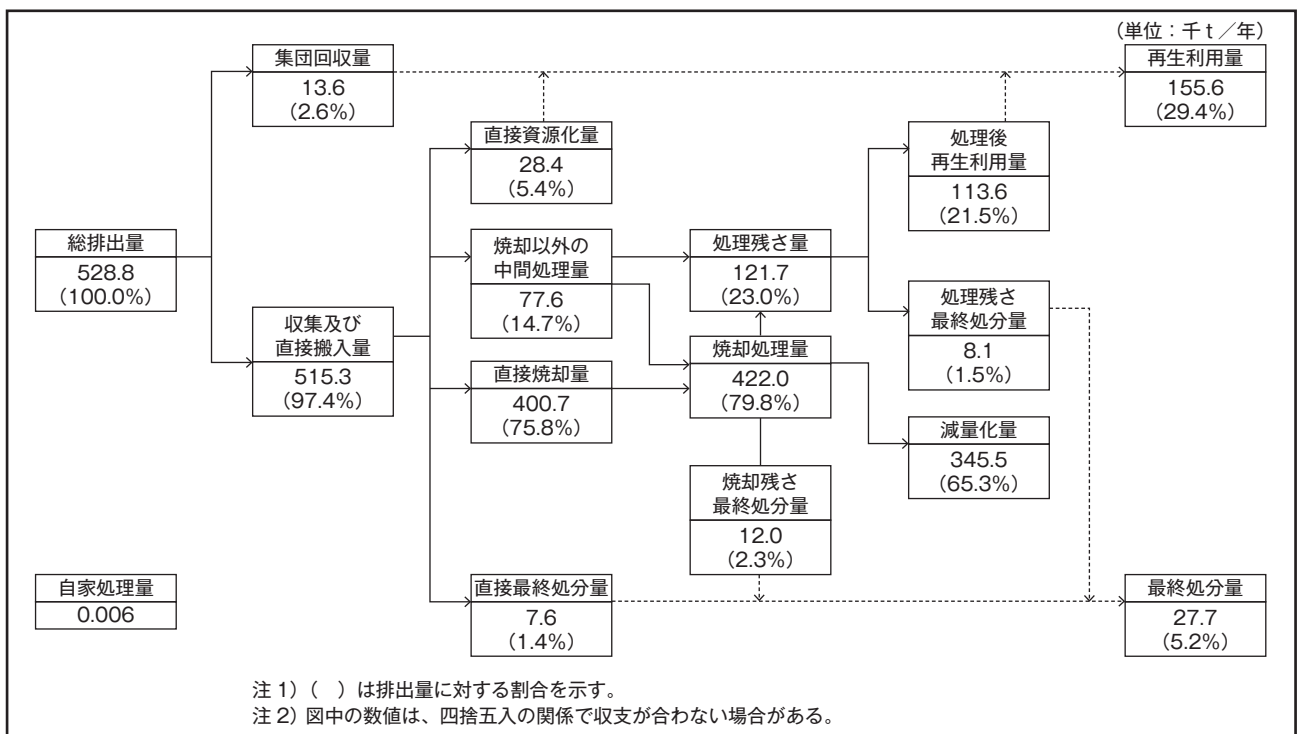 (単位：千ｔ／年)
集団回収量
13.6
(2.6%)
再生利用量
155.6
(29.4%)
直接資源化量
28.4
(5.4%)
処理後
再生利用量
113.6
(21.5%)
総排出量
528.8
(100.0%)
焼却以外の
中間処理量
77.6
(14.7%)
処理残さ量
121.7
(23.0%)
処理残さ
最終処分量
8.1
(1.5%)
収集及び
直接搬入量
515.3
(97.4%)
直接焼却量
400.7
(75.8%)
焼却処理量
422.0
(79.8%)
減量化量
345.5
(65.3%)
焼却残さ
最終処分量
12.0
(2.3%)
自家処理量
0.006
直接最終処分量
7.6
(1.4%)
最終処分量
27.7
(5.2%)
注 1）（　）は排出量に対する割合を示す。
注 2）図中の数値は、四捨五入の関係で収支が合わない場合がある。